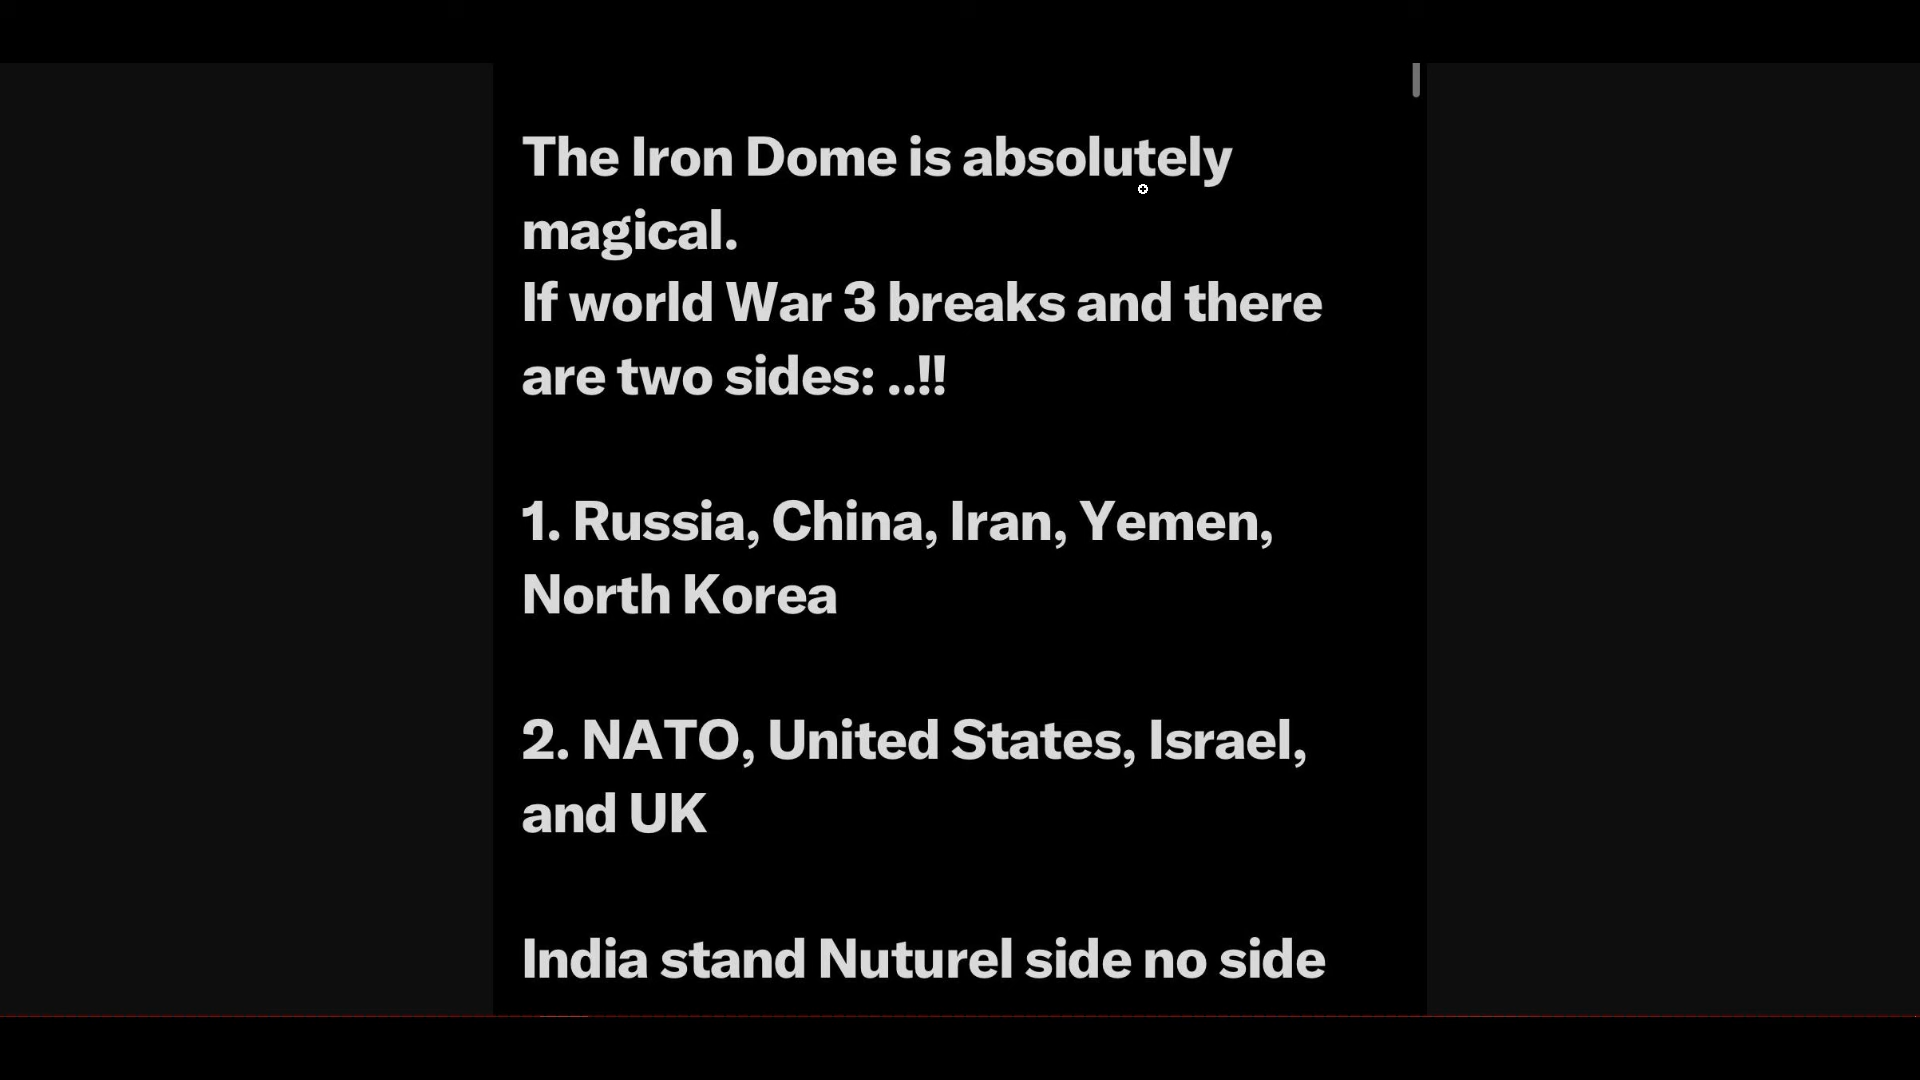 The Iron Dome is absolutely
magical.
If world War 3 breaks and there
are two sides: ..!!
1. Russia, China, Iran, Yemen,
North Korea
2. NATO, United States, Israel,
and UK
India stand Nuturel side no side